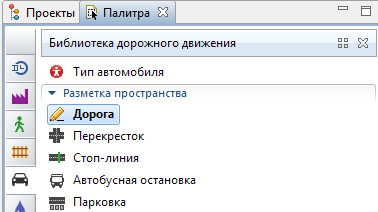 Проекты Палитра
Библиотека дорожного движения
Тип автомобиля
Разметка пространства
Дорога
Перекресток
Стоп-линия
Автобусная остановка
Парковка